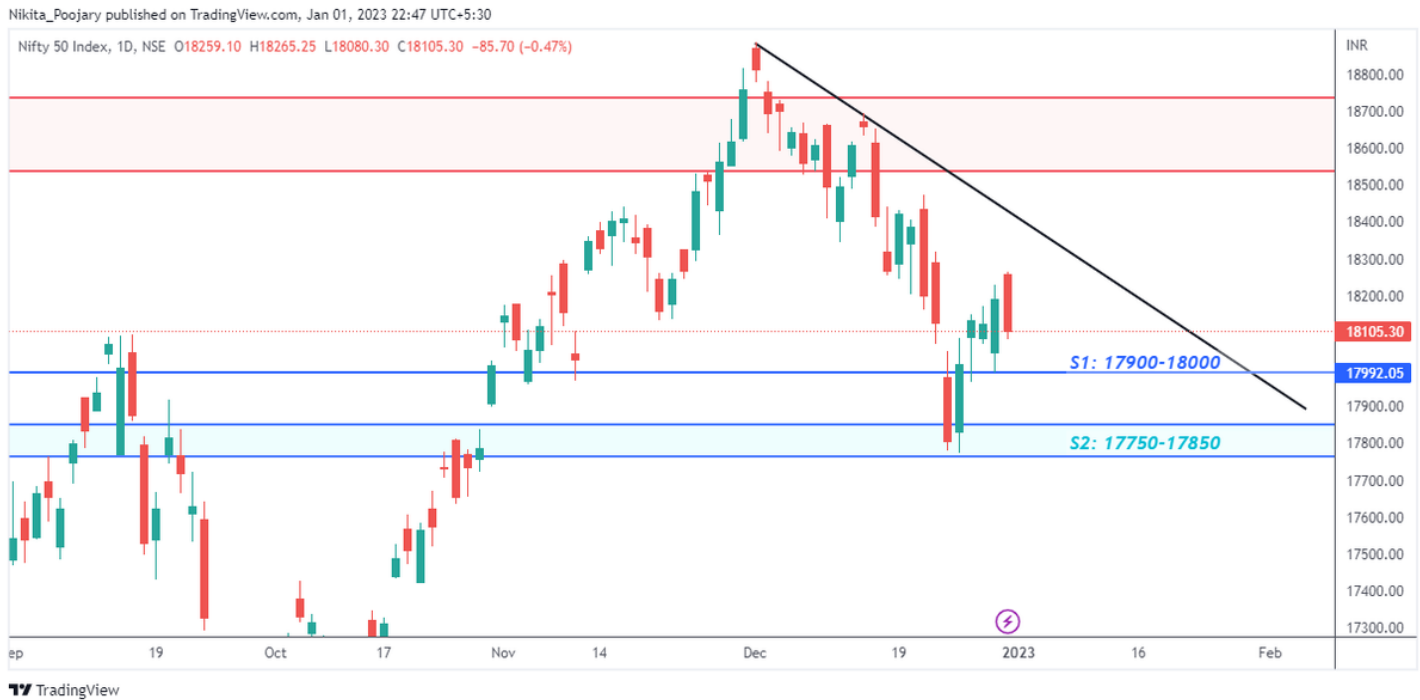 Nikita_Poojary published on TradingView.com, Jan 01, 2023 22:47 UTC+5:30
Nifty 50 Index, 1D, NSE O18259.10 H18265.25 L18080.30 C18105.30 −85.70 (−0.47%)
INR
18800.00
18700.00
18600.00
18500.00
18400.00
18300.00
18200.00
18105.30
S1: 17900-18000
17992.05
17900.00
S2: 17750-17850
17800.00
17700.00
17600.00
17500.00
17400.00
17300.00
ep 19 Oct 17 Nov 14 Dec 19 2023 16 Feb
TradingView